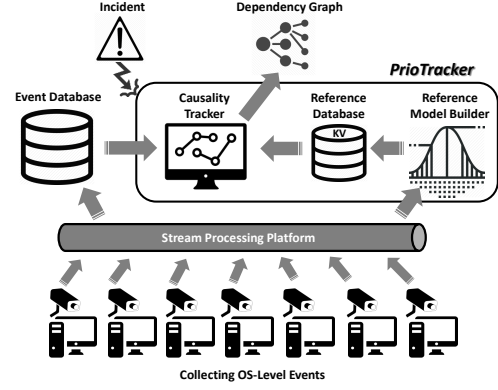 Incident
Dependency Graph
PrioTracker
Event Database
Causality
Tracker
Reference
Database
KV
Reference
Model Builder
Stream Processing Platform
Collecting OS-Level Events